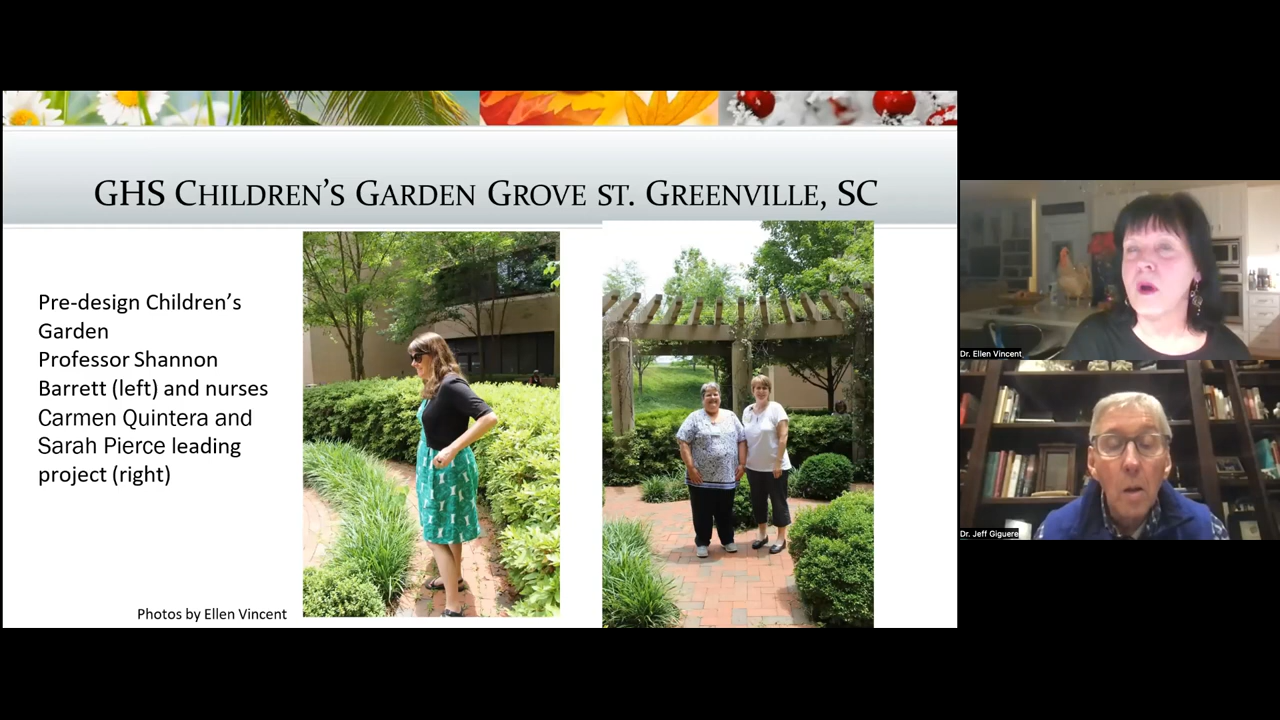 GHS CHILDREN'S GARDEN GROVE ST. GREENVILLE, SC
Pre-design Children's
Garden
Professor Shannon
Barrett (left) and nurses
Carmen Quintera and
Sarah Pierce leading
project (right)
Photos by Ellen Vincent
Dr. Ellen Vincent
Dr. Jeff Giguere